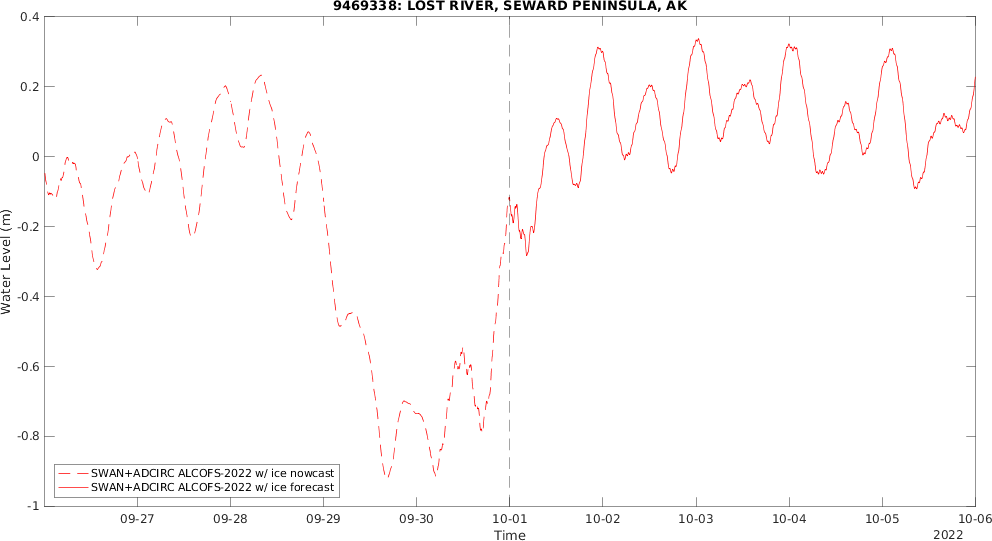 9469338: LOST RIVER, SEWARD PENINSULA, AK
0.4
0.2
0
-0.2
-0.4
-0.6
-0.8
-1
Water Level (m)
SWAN+ADCIRC ALCOFS-2022 w/ ice nowcast
SWAN+ADCIRC ALCOFS-2022 w/ ice forecast
09-27 09-28 09-29 09-30 10-01 10-02 10-03 10-04 10-05 10-06
Time
2022